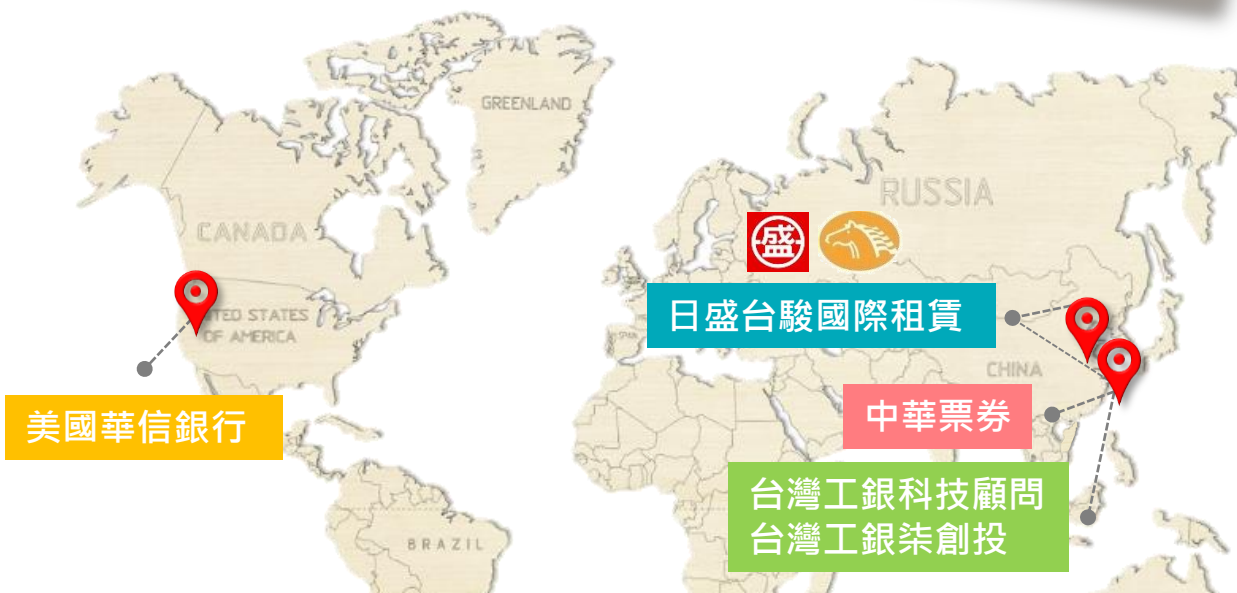 GREENLAND
RUSSIA
CANADA
盛
日盛台駿國際租賃
UNITED STATES
OF AMERICA
CHINA
美國華信銀行
中華票券
台灣工銀科技顧問
台灣工銀柒創投
BRAZIL